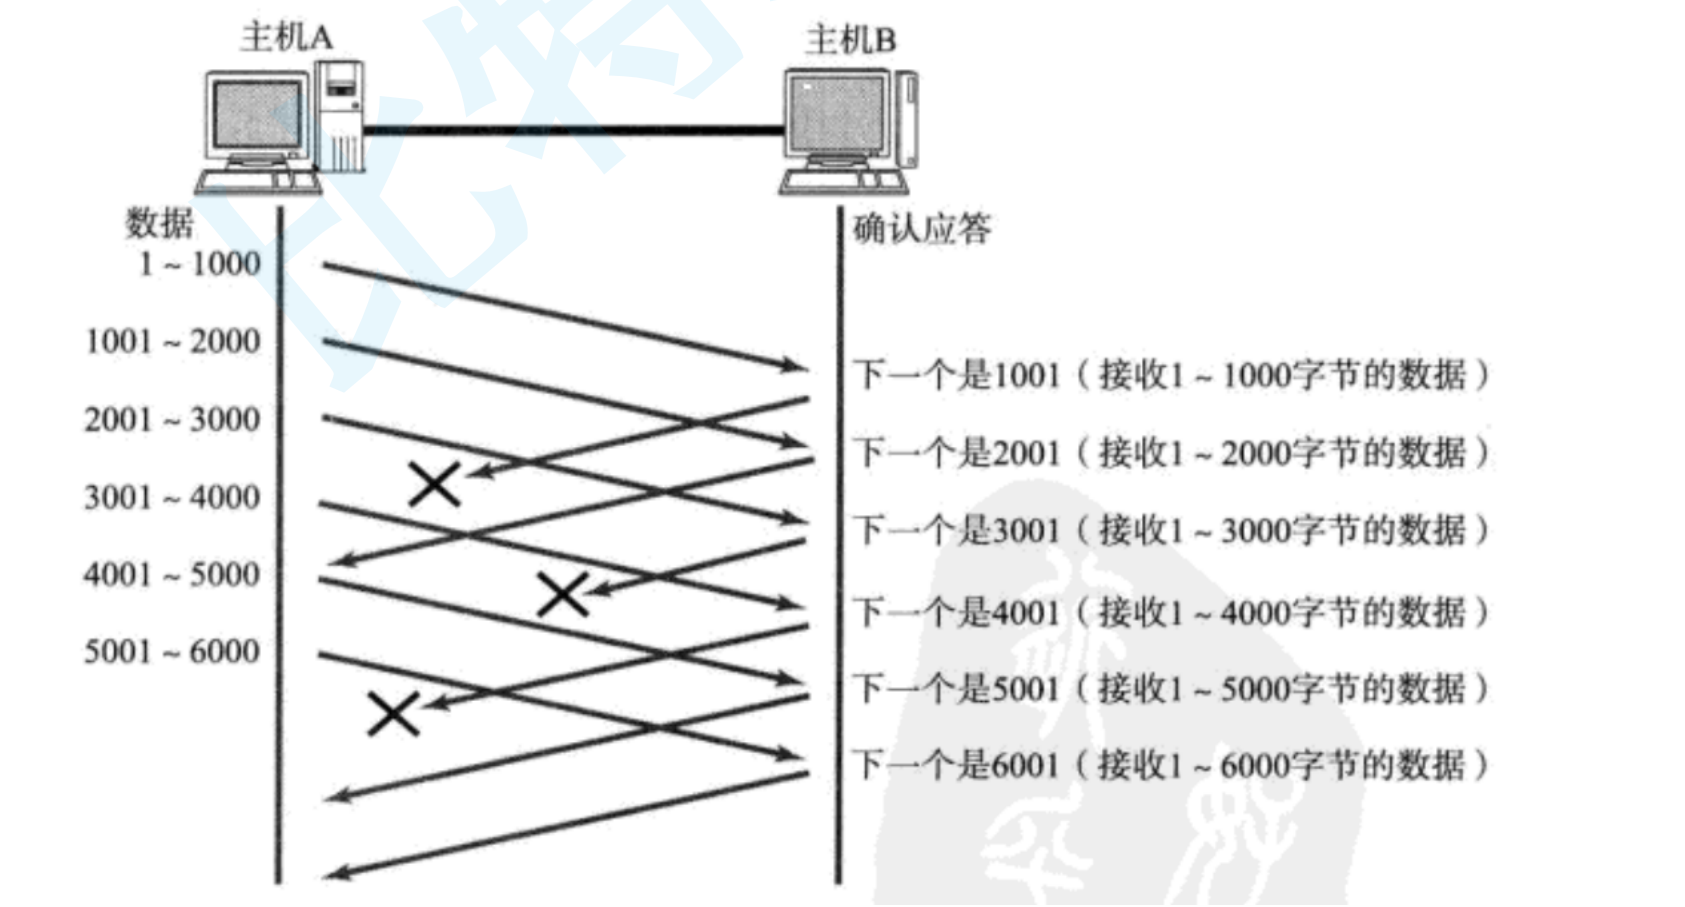 主机A
主机B
数据
确认应答
1 ~ 1000
1001 ~ 2000
下一个是1001（接收1 ~ 1000字节的数据）
2001 ~ 3000
下一个是2001（接收1 ~ 2000字节的数据）
3001 ~ 4000
下一个是3001（接收1 ~ 3000字节的数据）
4001 ~ 5000
下一个是4001（接收1 ~ 4000字节的数据）
5001 ~ 6000
下一个是5001（接收1 ~ 5000字节的数据）
下一个是6001（接收1 ~ 6000字节的数据）
比特